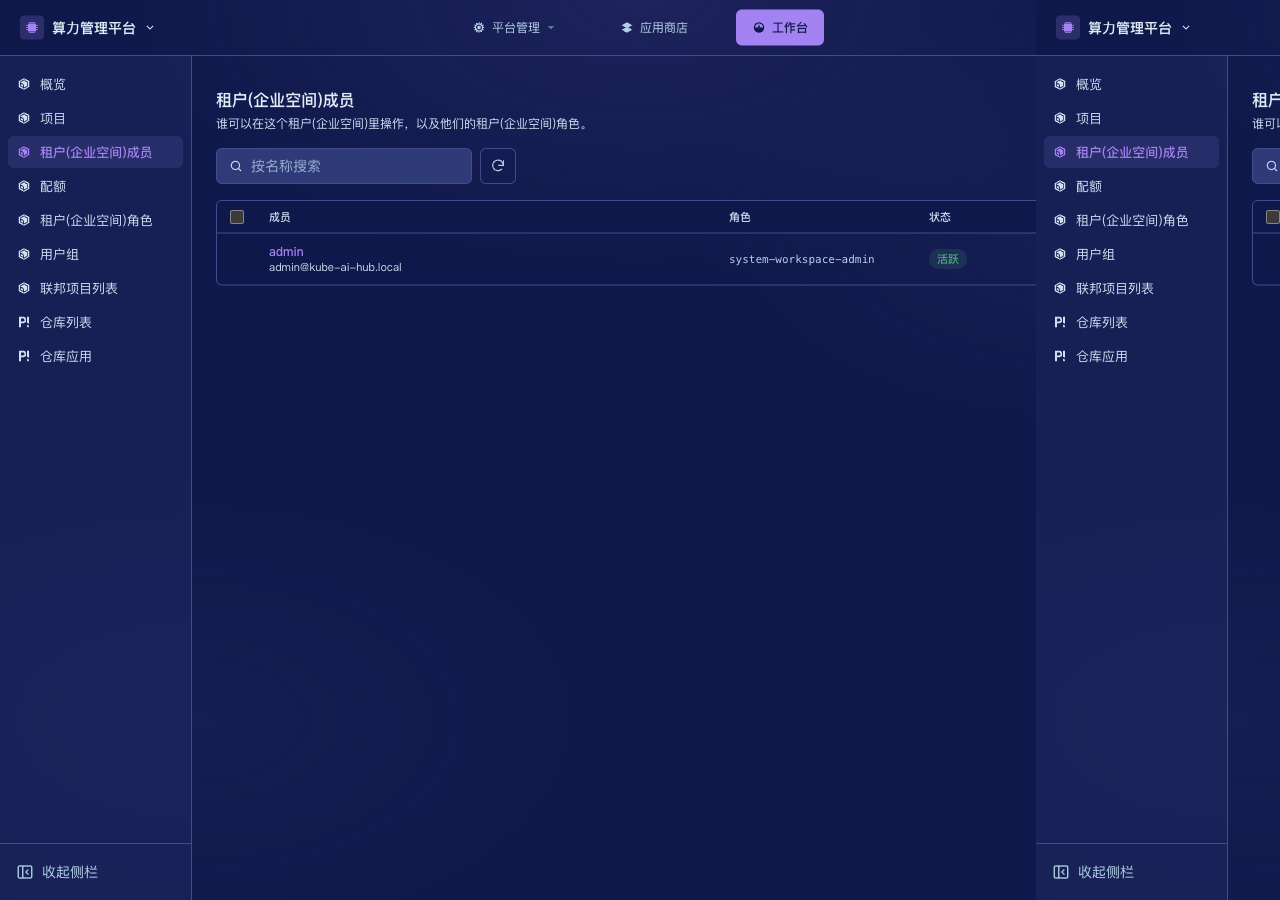 算力管理平台
平台管理
应用商店
工作台
概览
项目
租户(企业空间)成员
配额
租户(企业空间)角色
用户组
联邦项目列表
P! 仓库列表
P! 仓库应用
收起侧栏
租户(企业空间)成员
谁可以在这个租户(企业空间)里操作，以及他们的租户(企业空间)角色。
按名称搜索
成员 角色 状态
admin
admin@kube-ai-hub.local
system-workspace-admin
活跃
算力管理平台
概览
项目
租户(企业空间)成员
配额
租户(企业空间)角色
用户组
联邦项目列表
P! 仓库列表
P! 仓库应用
收起侧栏
租户
谁可以